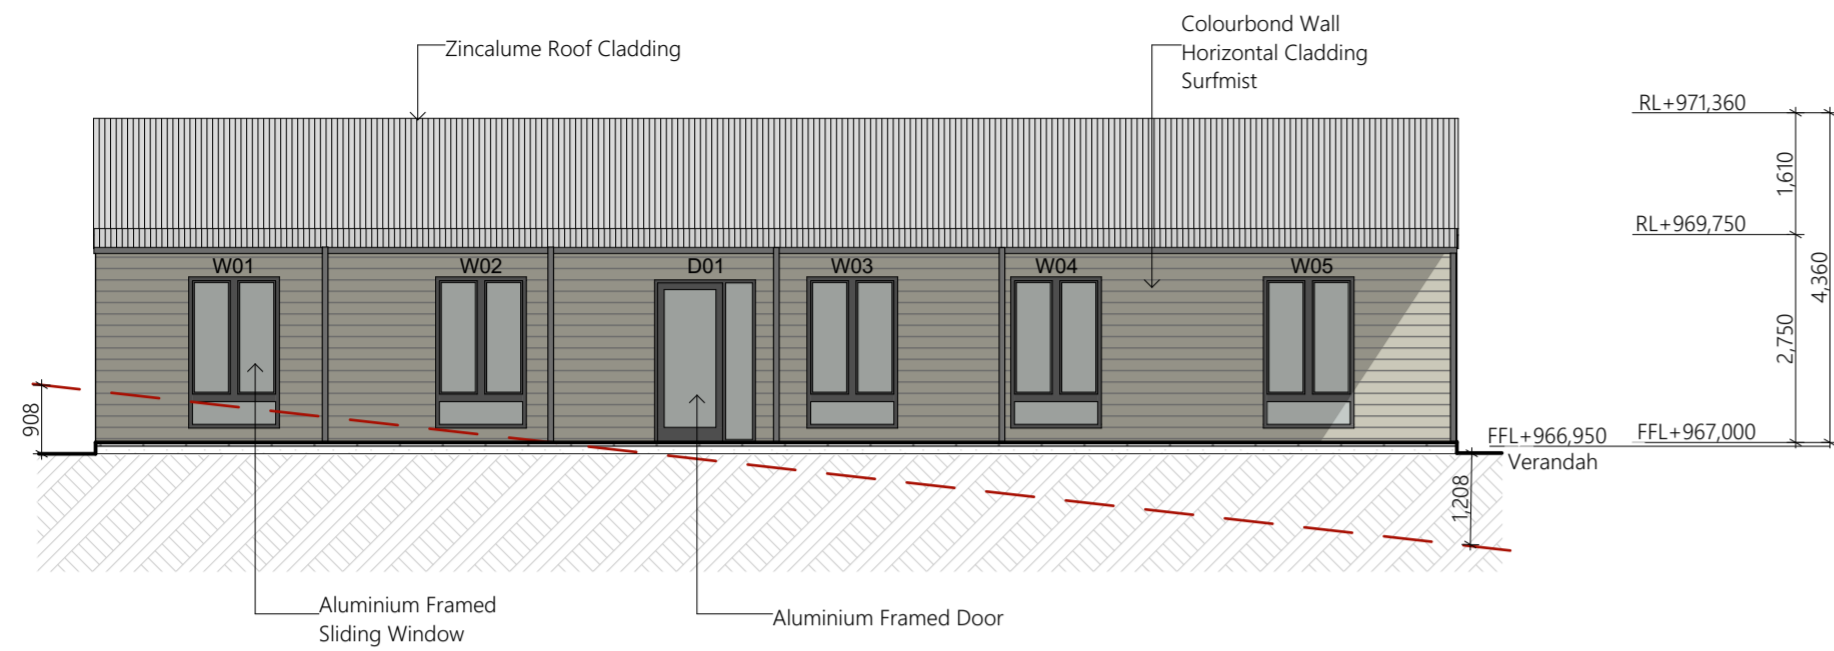 Colourbond Wall
Horizontal Cladding
Surfmist
Zincalume Roof Cladding
RL+971,360
1,610
RL+969,750
4,360
2,750
W01
W02
D01
W03
W04
W05
908
FFL+966,950
FFL+967,000
Verandah
1,208
Aluminium Framed
Sliding Window
Aluminium Framed Door